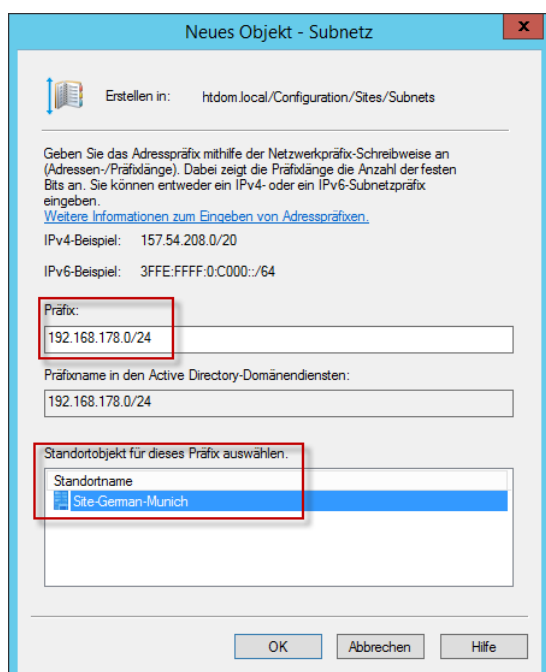 Neues Objekt - Subnetz
x
Erstellen in: htdom.local/Configuration/Sites/Subnets
Geben Sie das Adresspräfix mithilfe der Netzwerkpräfix-Schreibweise an
(Adressen-/Präfixlänge). Dabei zeigt die Präfixlänge die Anzahl der festen
Bits an. Sie können entweder ein IPv4- oder ein IPv6-Subnetzpräfix
eingeben.
Weitere Informationen zum Eingeben von Adresspräfixen.
IPv4-Beispiel: 157.54.208.0/20
IPv6-Beispiel: 3FFE:FFFF:0:C000::/64
Präfix:
192.168.178.0/24
Präfixname in den Active Directory-Domänendiensten:
192.168.178.0/24
Standortobjekt für dieses Präfix auswählen.
Standortname
Site-German-Munich
OK Abbrechen Hilfe